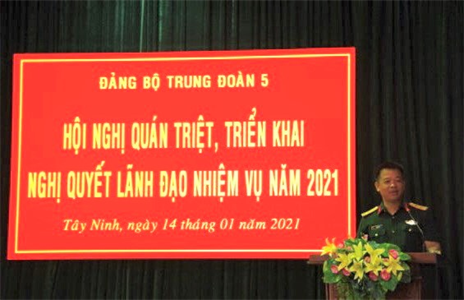 ĐẢNG BỘ TRUNG ĐOÀN 5
HỘI NGHỊ QUÁN TRIỆT, TRIỂN KHAI
NGHỊ QUYẾT LÃNH ĐẠO NHIỆM VỤ NĂM 2021
Tây Ninh, ngày 14 tháng 01 năm 2021